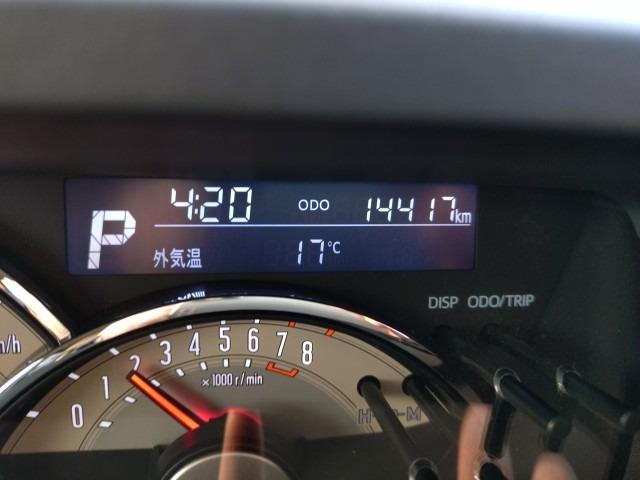 4:20 ODO 14417km
P
外気温 17℃
DISP ODO/TRIP
0 1 2 3 4 5 6 7 8
×1000 r/min